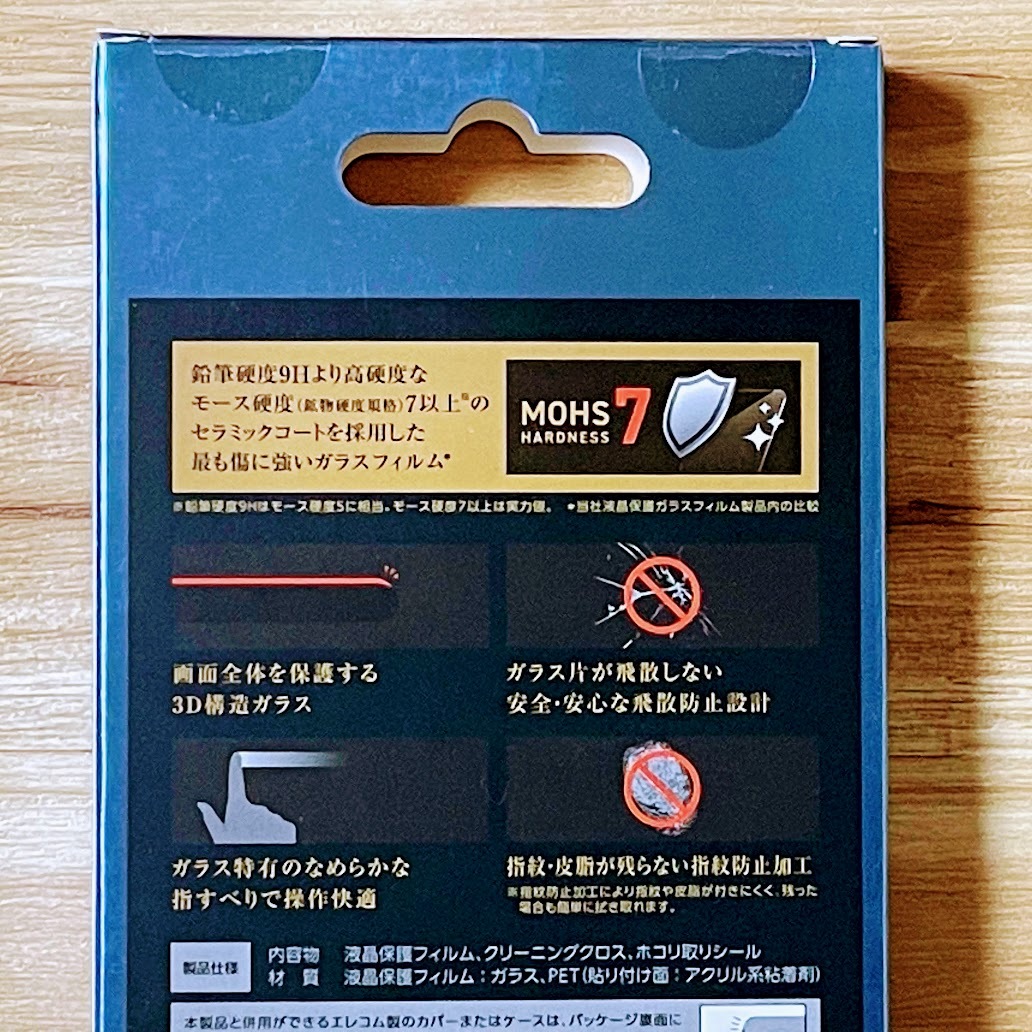 鉛筆硬度9Hより高硬度な
モース硬度(鉱物硬度規格)7以上※の
セラミックコートを採用した
最も傷に強いガラスフィルム*
MOHS 7
HARDNESS
※鉛筆硬度9Hはモース硬度5に相当。モース硬度7以上は実力値。 *当社液晶保護ガラスフィルム製品内の比較
画面全体を保護する
3D構造ガラス
ガラス片が飛散しない
安全・安心な飛散防止設計
ガラス特有のなめらかな
指すべりで操作快適
指紋・皮脂が残らない指紋防止加工
※指紋防止加工により指紋や皮脂が付きにくく、残った
場合も簡単に拭き取れます。
製品仕様
内容物 液晶保護フィルム、クリーニングクロス、ホコリ取りシール
材質 液晶保護フィルム:ガラス、PET(貼り付け面:アクリル系粘着剤)
本製品と併用ができるエレコム製のカバーまたはケースは、パッケージ裏面に